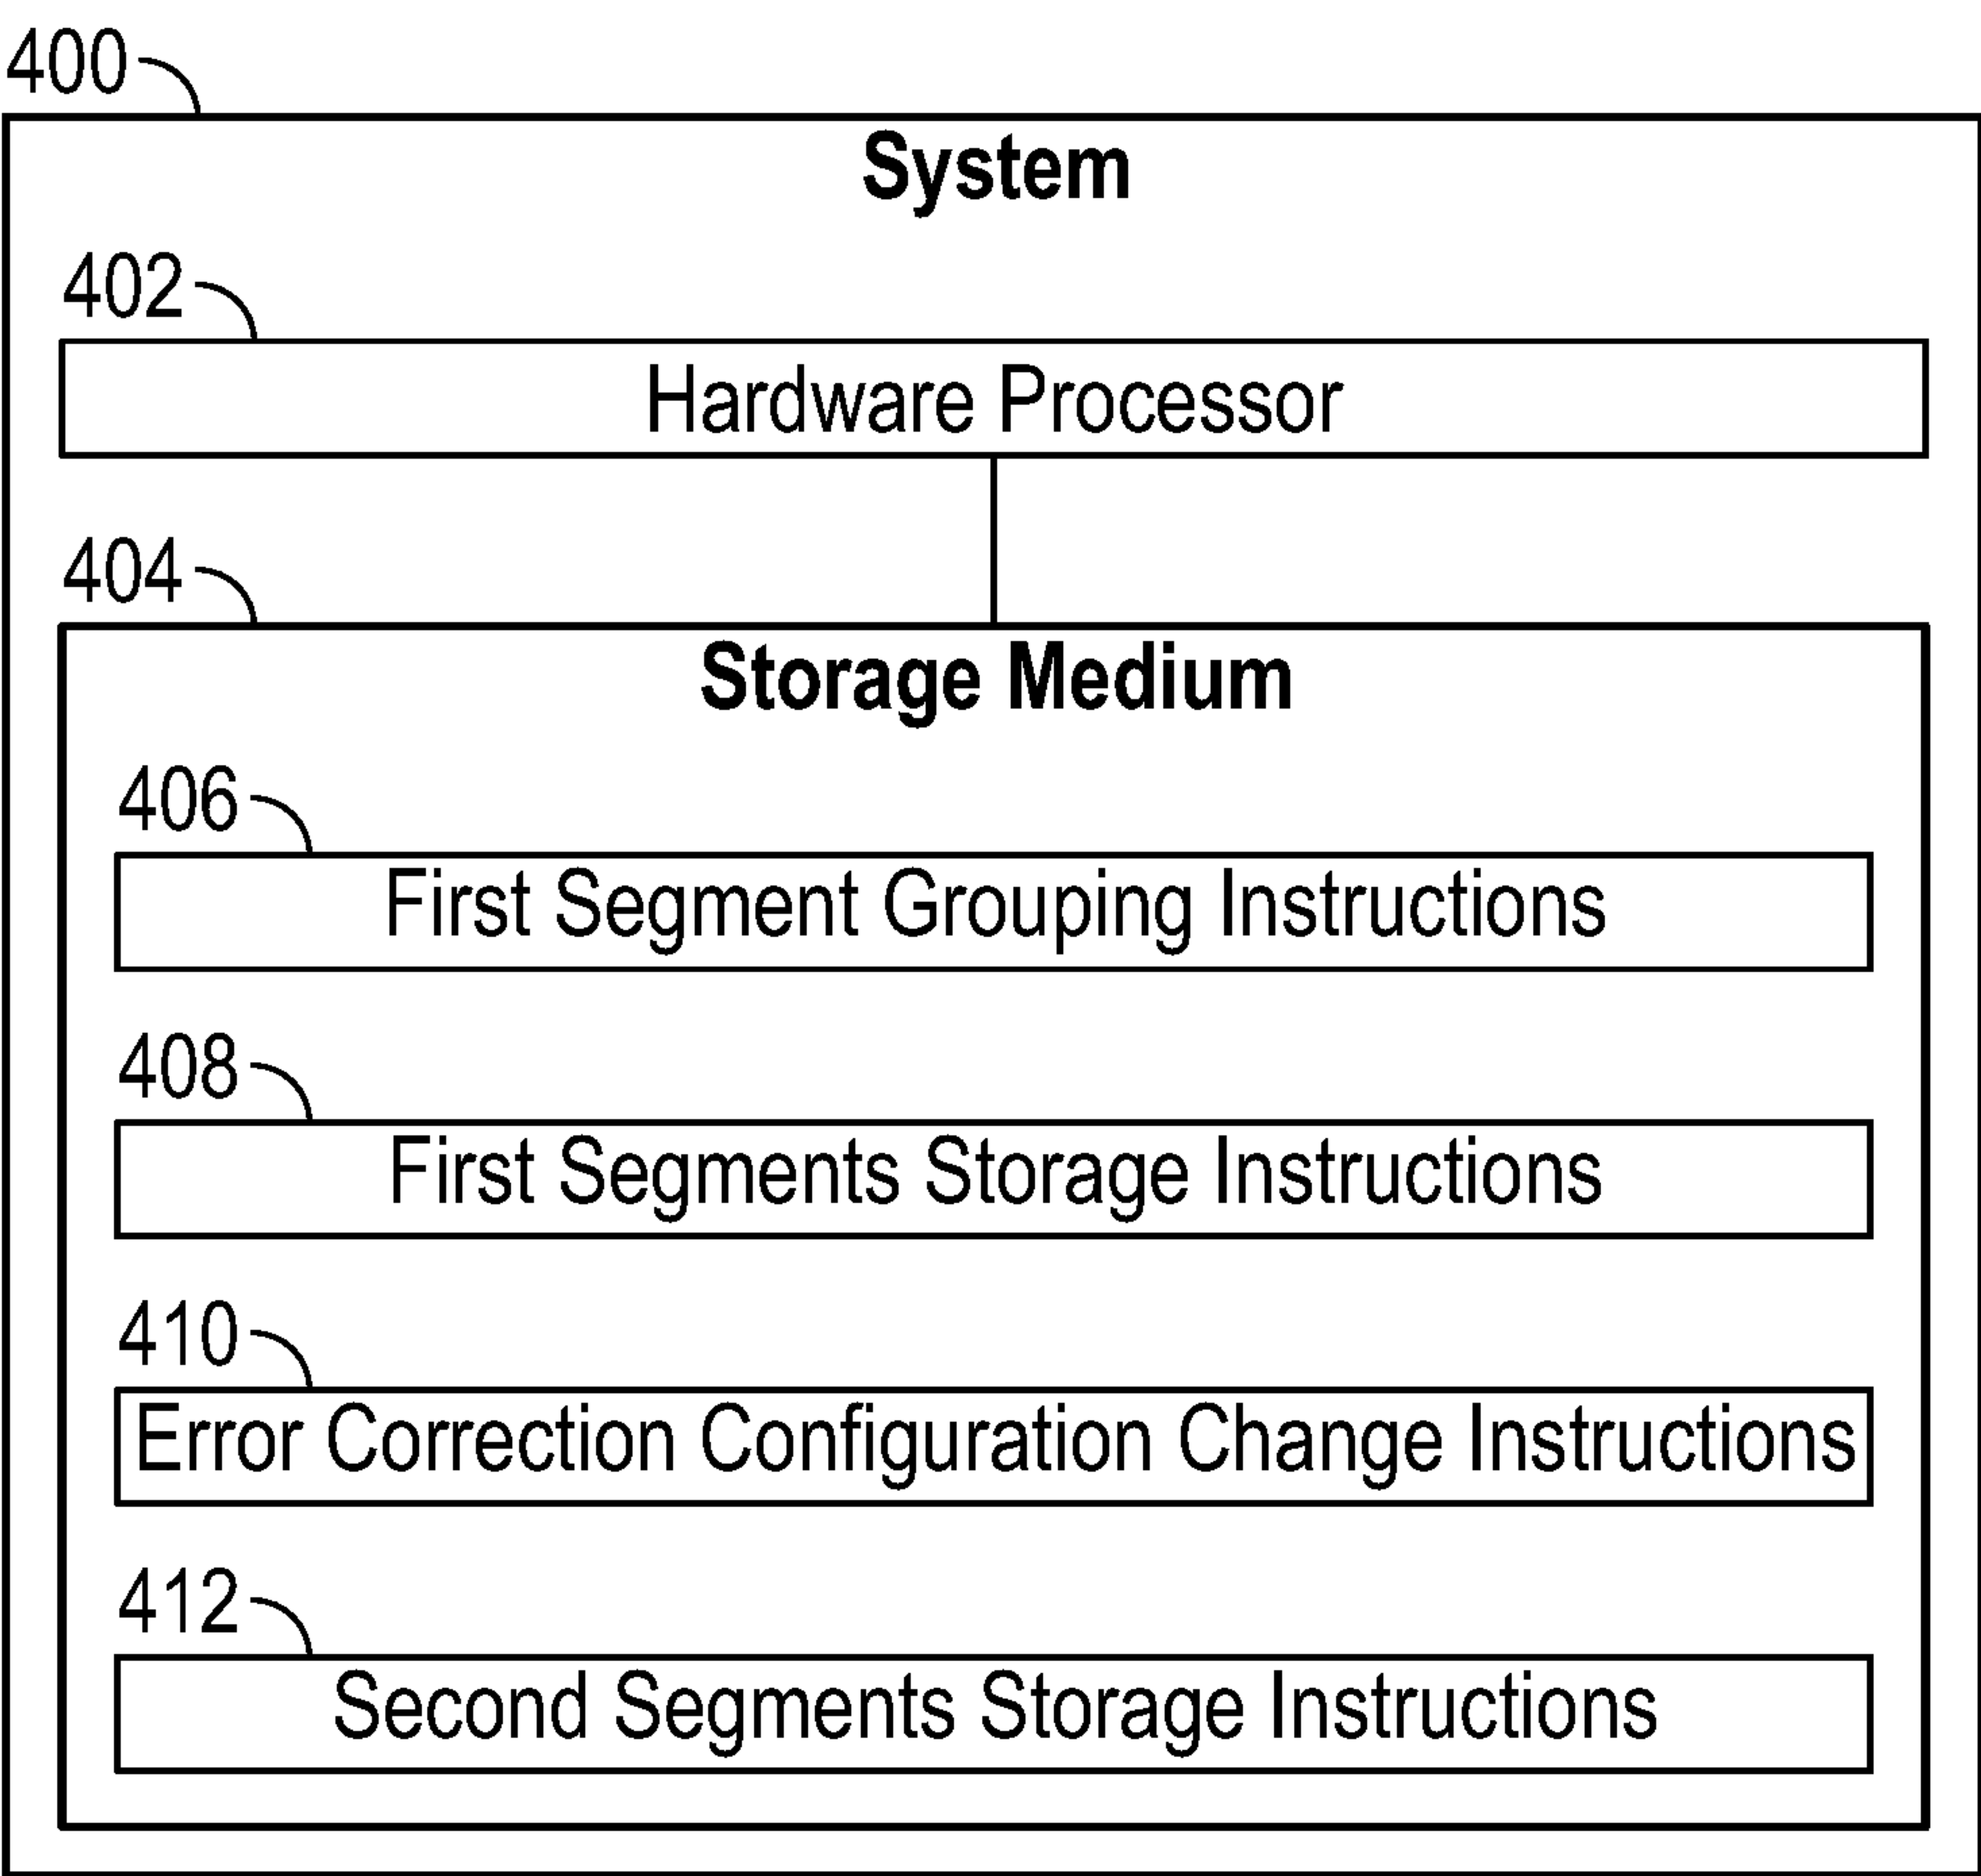 400
System
402
Hardware Processor
404
Storage Medium
406
First Segment Grouping Instructions
408
First Segments Storage Instructions
410
Error Correction Configuration Change Instructions
412
Second Segments Storage Instructions